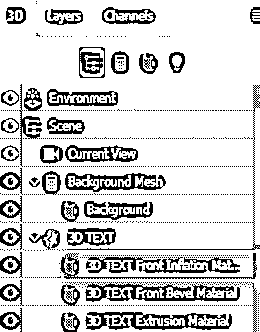 3D Layers Channels
Environment
Scene
Current View
Background Mesh
Background
3D TEXT
3D TEXT Front Inflation Mat...
3D TEXT Front Bevel Material
3D TEXT Extrusion Material